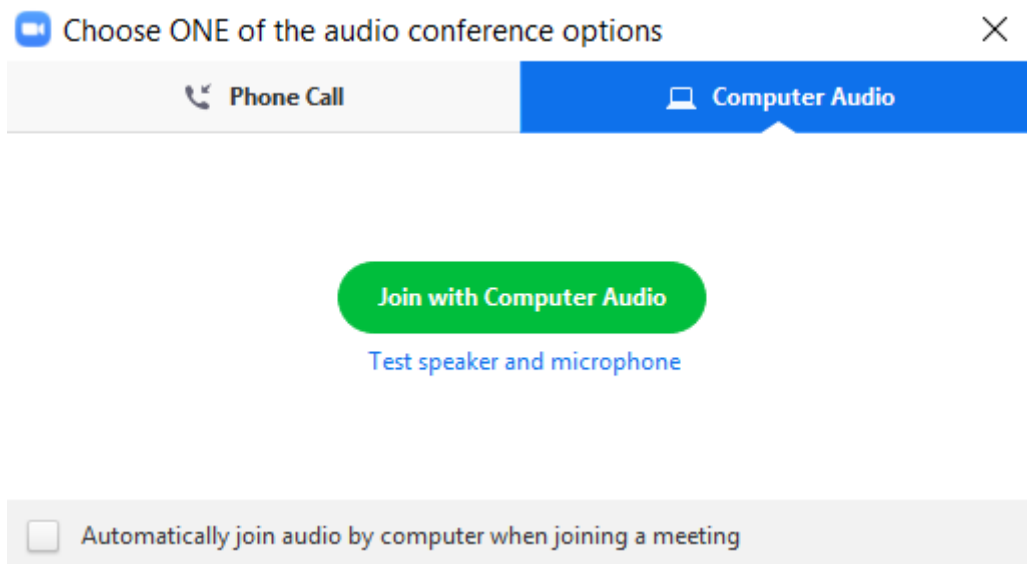 Choose ONE of the audio conference options
Phone Call
Computer Audio
Join with Computer Audio
Test speaker and microphone
Automatically join audio by computer when joining a meeting